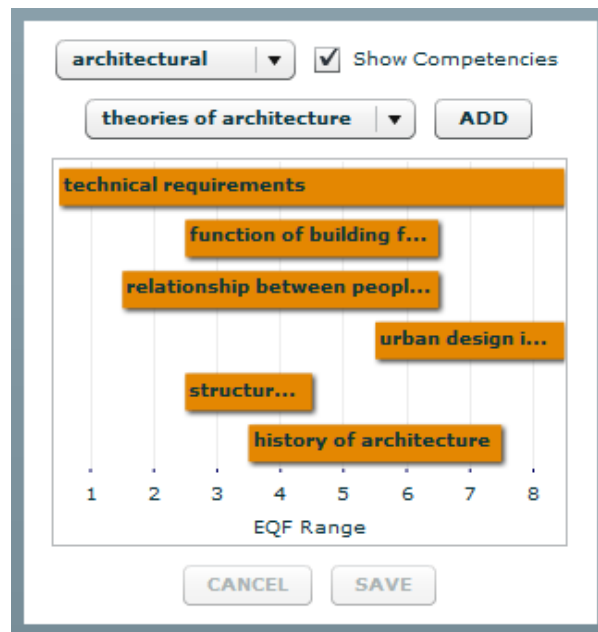 architectural
Show Competencies
theories of architecture
ADD
technical requirements
function of building f...
relationship between peopl...
urban design i...
structur...
history of architecture
1 2 3 4 5 6 7 8
EQF Range
CANCEL
SAVE